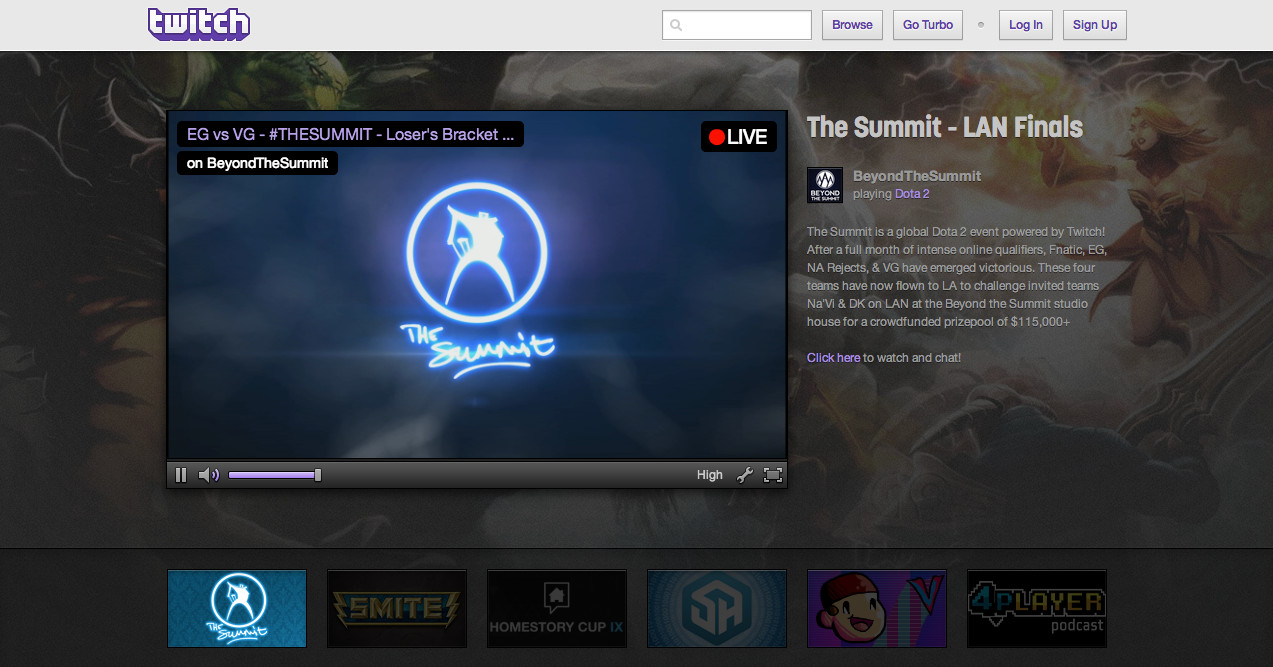 twitch
Browse
Go Turbo
Log In
Sign Up
EG vs VG - #THESUMMIT - Loser's Bracket ...
LIVE
on BeyondTheSummit
THE
Summit
High
The Summit - LAN Finals
BEYOND
THE SUMMIT
BeyondTheSummit
playing Dota 2
The Summit is a global Dota 2 event powered by Twitch!
After a full month of intense online qualifiers, Fnatic, EG,
NA Rejects, & VG have emerged victorious. These four
teams have now flown to LA to challenge invited teams
Na'Vi & DK on LAN at the Beyond the Summit studio
house for a crowdfunded prizepool of $115,000+
Click here to watch and chat!
THE
Summit
SMITE
HOMESTORY CUP IX
SH
V
4PLAYER
podcast